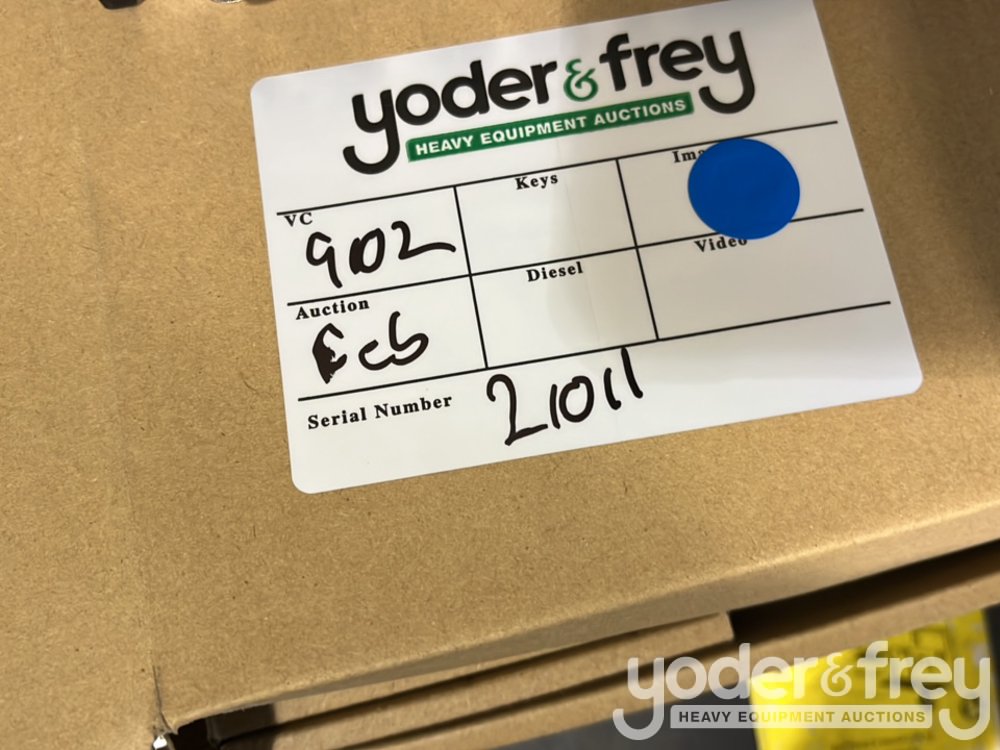 yoder & frey
HEAVY EQUIPMENT AUCTIONS
VC
Keys
902
Auction
Diesel
Video
Feb
Serial Number
21011
yoder & frey
HEAVY EQUIPMENT AUCTIONS